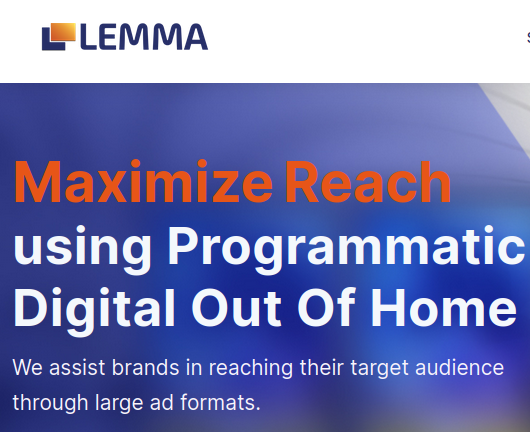 LEMMA
Maximize Reach
using Programmatic
Digital Out Of Home
We assist brands in reaching their target audience
through large ad formats.